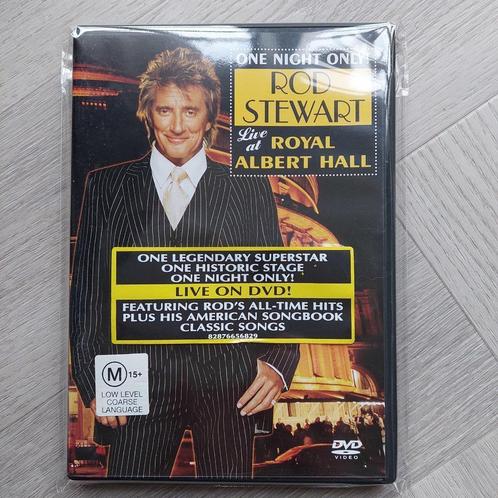 ONE NIGHT ONLY!
ROD
STEWART
Live at ROYAL
ALBERT HALL
ONE LEGENDARY SUPERSTAR
ONE HISTORIC STAGE
ONE NIGHT ONLY!
LIVE ON DVD!
FEATURING ROD'S ALL-TIME HITS
PLUS HIS AMERICAN SONGBOOK
CLASSIC SONGS
82876656829
M 15+
LOW LEVEL
COARSE
LANGUAGE
DVD
VIDEO